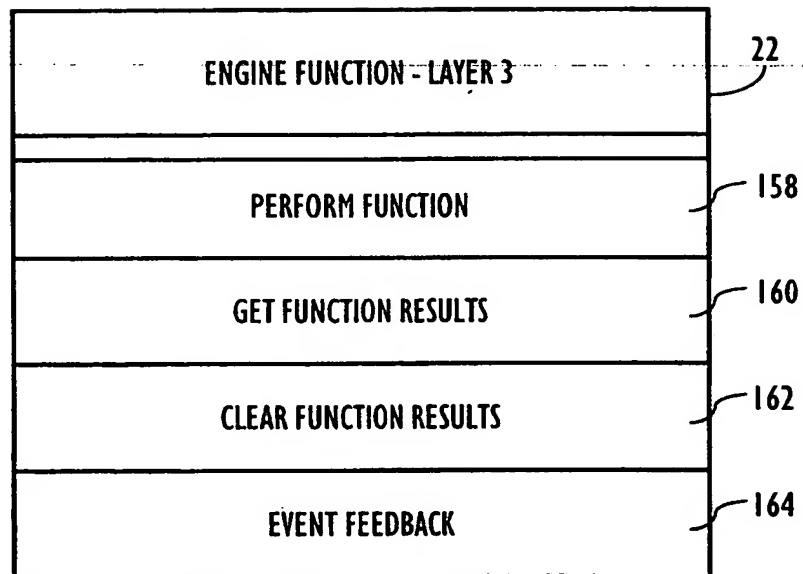 ENGINE FUNCTION - LAYER 3
22
PERFORM FUNCTION
158
GET FUNCTION RESULTS
160
CLEAR FUNCTION RESULTS
162
EVENT FEEDBACK
164